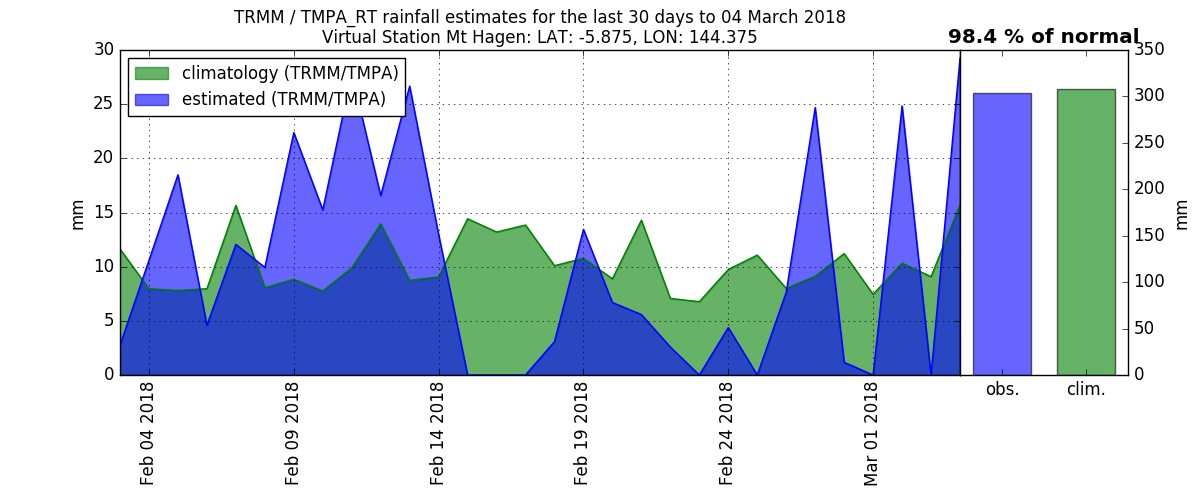 TRMM / TMPA_RT rainfall estimates for the last 30 days to 04 March 2018
Virtual Station Mt Hagen: LAT: -5.875, LON: 144.375
98.4 % of normal
climatology (TRMM/TMPA)
estimated (TRMM/TMPA)
30
25
20
15
10
5
0
mm
350
300
250
200
150
100
50
0
mm
Feb 04 2018
Feb 09 2018
Feb 14 2018
Feb 19 2018
Feb 24 2018
Mar 01 2018
obs.
clim.